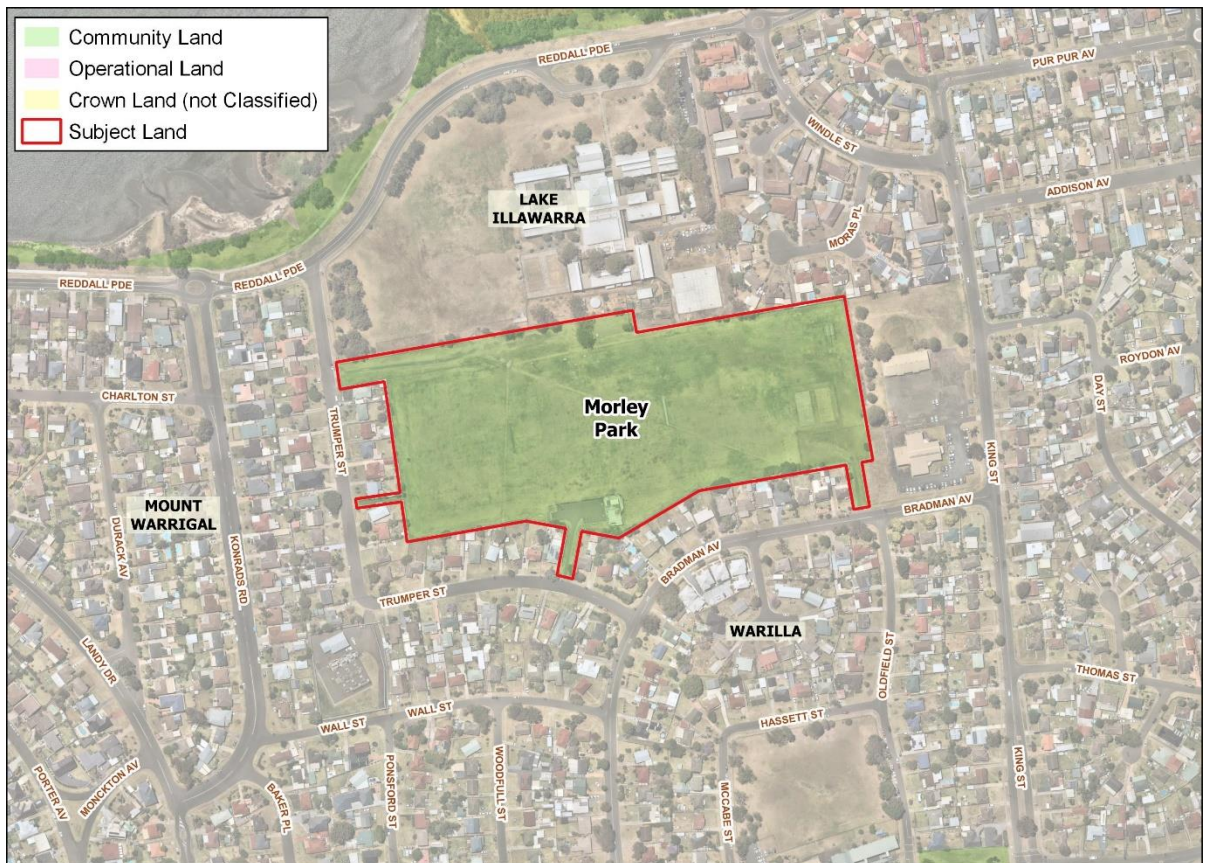 Community Land
Operational Land
Crown Land (not Classified)
Subject Land
REDDALL PDE
PUR PUR AV
WINDLE ST
ADDISON AV
LAKE
ILLAWARRA
MORAS PL
REDDALL PDE
REDDALL PDE
ROYDON AV
DAY ST
CHARLTON ST
TRUMPER ST
Morley
Park
KING ST
MOUNT
WARRIGAL
DURACK AV
KONRADS RD
BRADMAN AV
BRADMAN AV
TRUMPER ST
WARILLA
LANDY DR
OLDFIELD ST
THOMAS ST
WALL ST
WALL ST
HASSETT ST
PORTER AV
MONCKTON AV
BAKER PL
PONSFORD ST
WOODFULL ST
MCCABE ST
KING ST